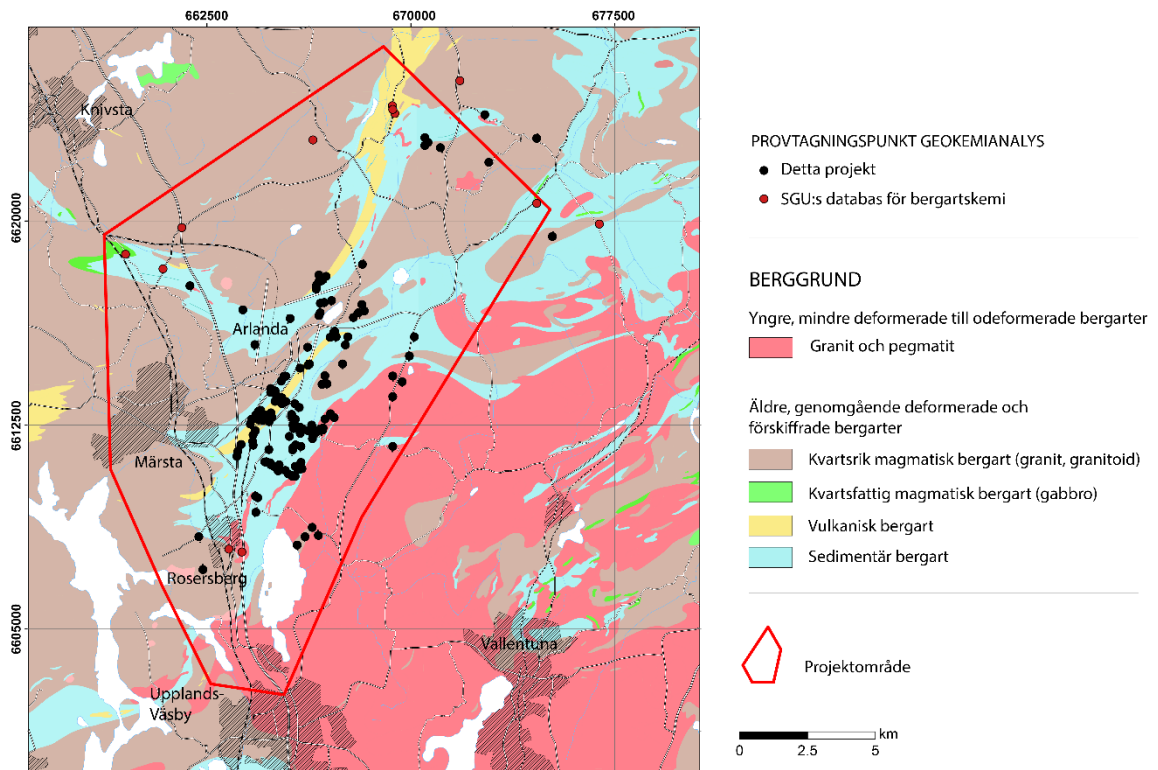 662500
670000
677500
6620000
6612500
6605000
Knivsta
Arlanda
Märsta
Rosersberg
Vallentuna
Upplands-
Väsby
PROVTAGNINGSPUNKT GEOKEMIANALYS
Detta projekt
SGU:s databas för bergartskemi
BERGGRUND
Yngre, mindre deformerade till odeformerade bergarter
Granit och pegmatit
Äldre, genomgående deformerade och
förskiffrade bergarter
Kvartsrik magmatisk bergart (granit, granitoid)
Kvartsfattig magmatisk bergart (gabbro)
Vulkanisk bergart
Sedimentär bergart
Projektområde
km
0
2.5
5